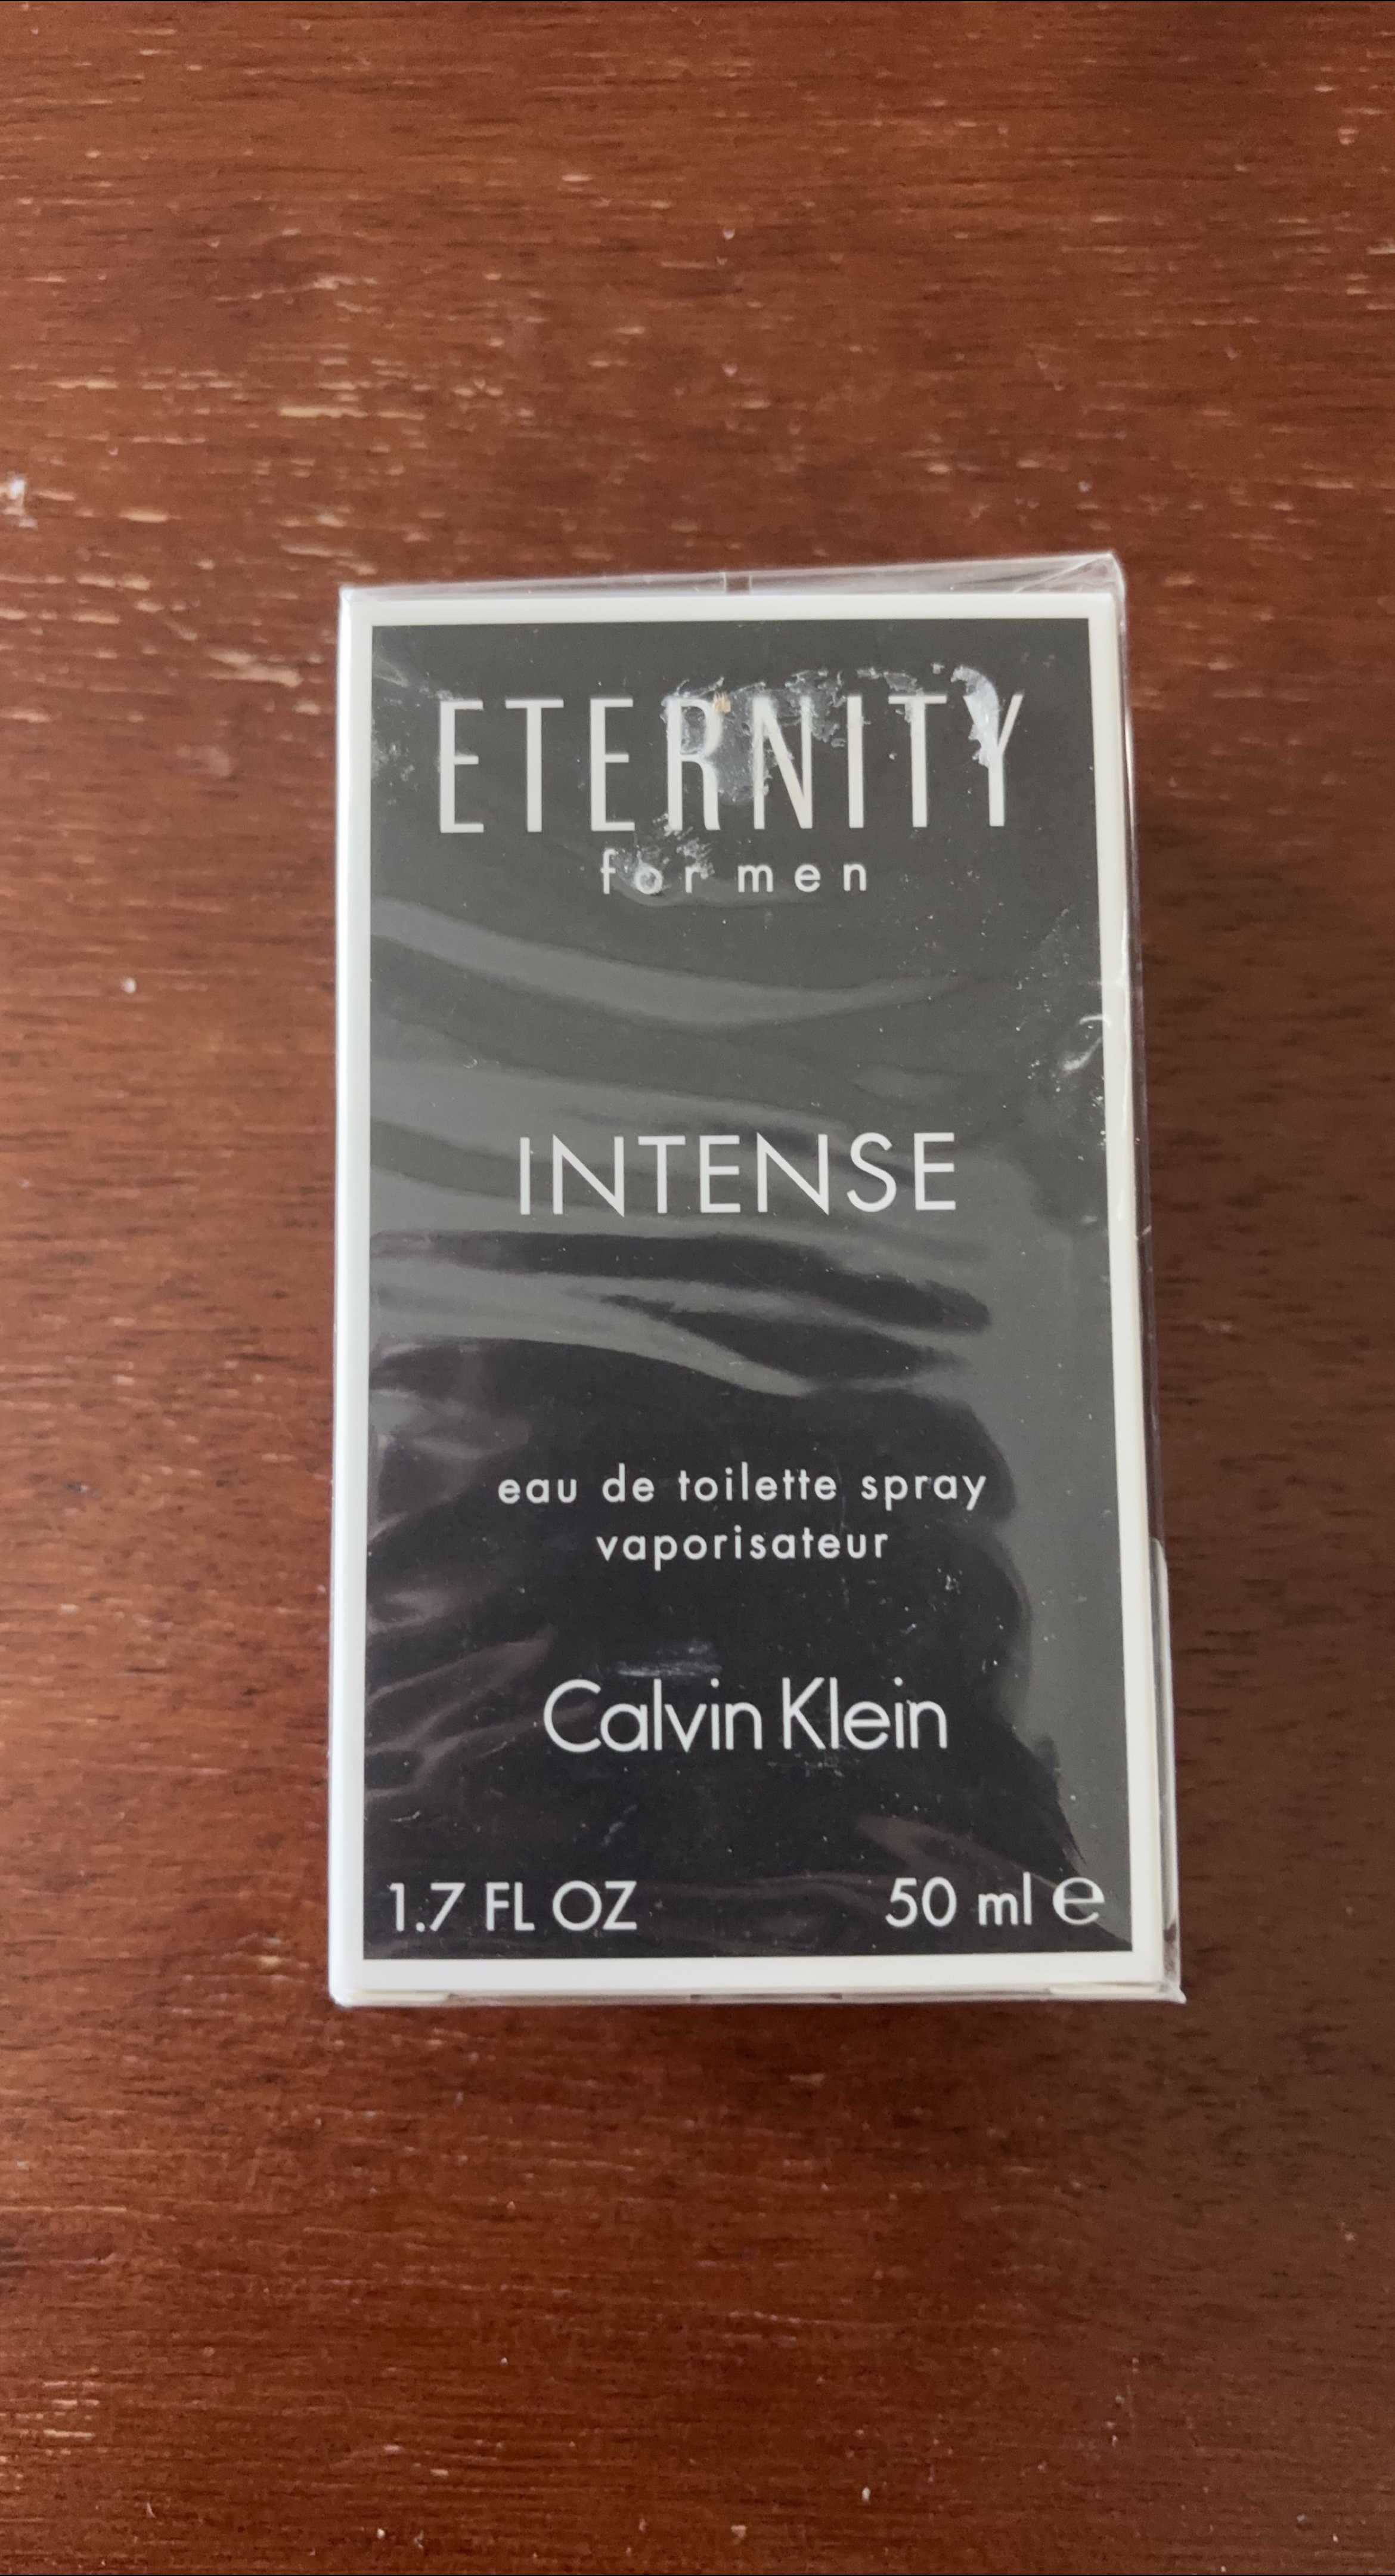 ETERNITY
for men
INTENSE
eau de toilette spray
vaporisateur
Calvin Klein
1.7 FL OZ 50 ml ℮